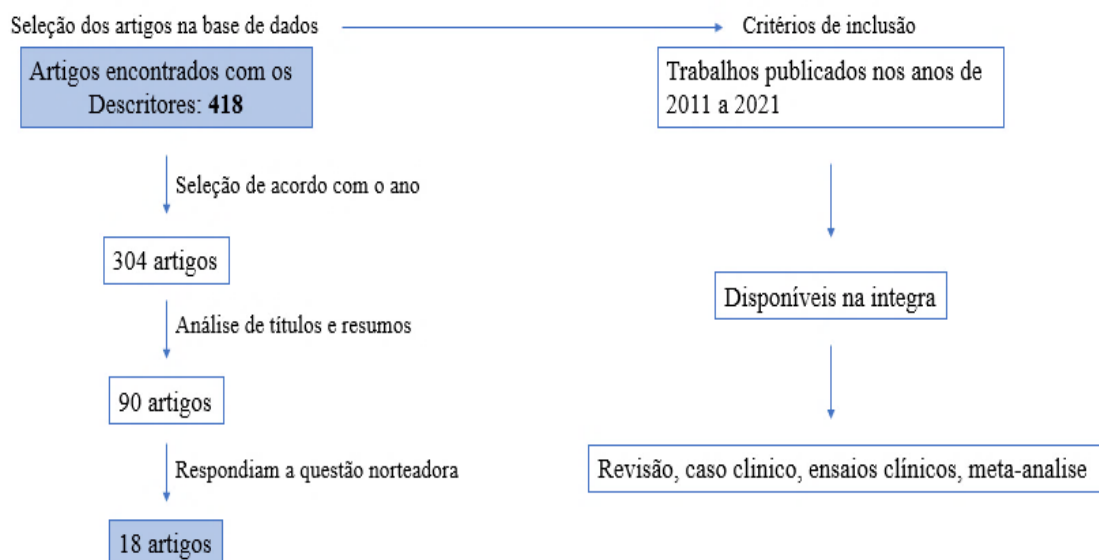 Seleção dos artigos na base de dados
Artigos encontrados com os
Descritores: 418
Seleção de acordo com o ano
304 artigos
Análise de títulos e resumos
90 artigos
Respondiam a questão norteadora
18 artigos
Critérios de inclusão
Trabalhos publicados nos anos de
2011 a 2021
Disponíveis na integra
Revisão, caso clinico, ensaios clínicos, meta-analise